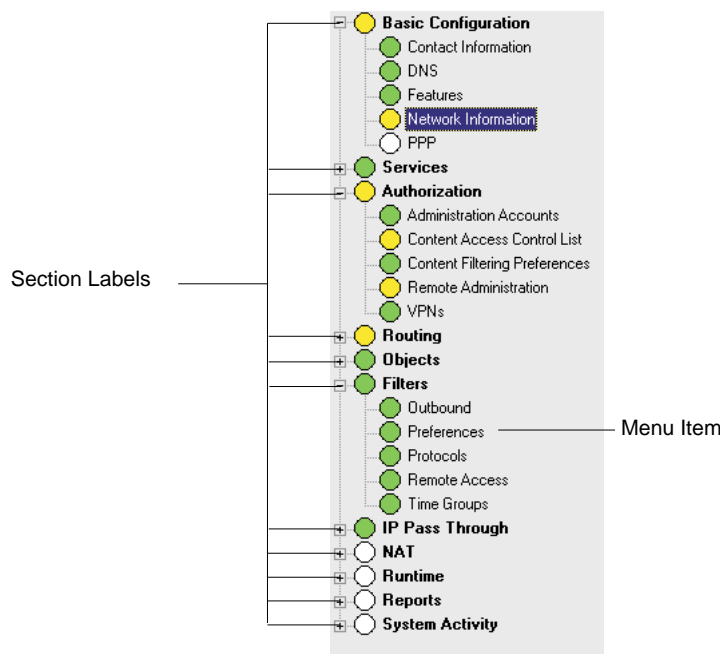 Basic Configuration
Contact Information
DNS
Features
Network Information
PPP
Services
Authorization
Administration Accounts
Content Access Control List
Content Filtering Preferences
Section Labels
Remote Administration
VPNs
Routing
Objects
Filters
Outbound
Preferences
Menu Item
Protocols
Remote Access
Time Groups
IP Pass Through
NAT
Runtime
Reports
System Activity